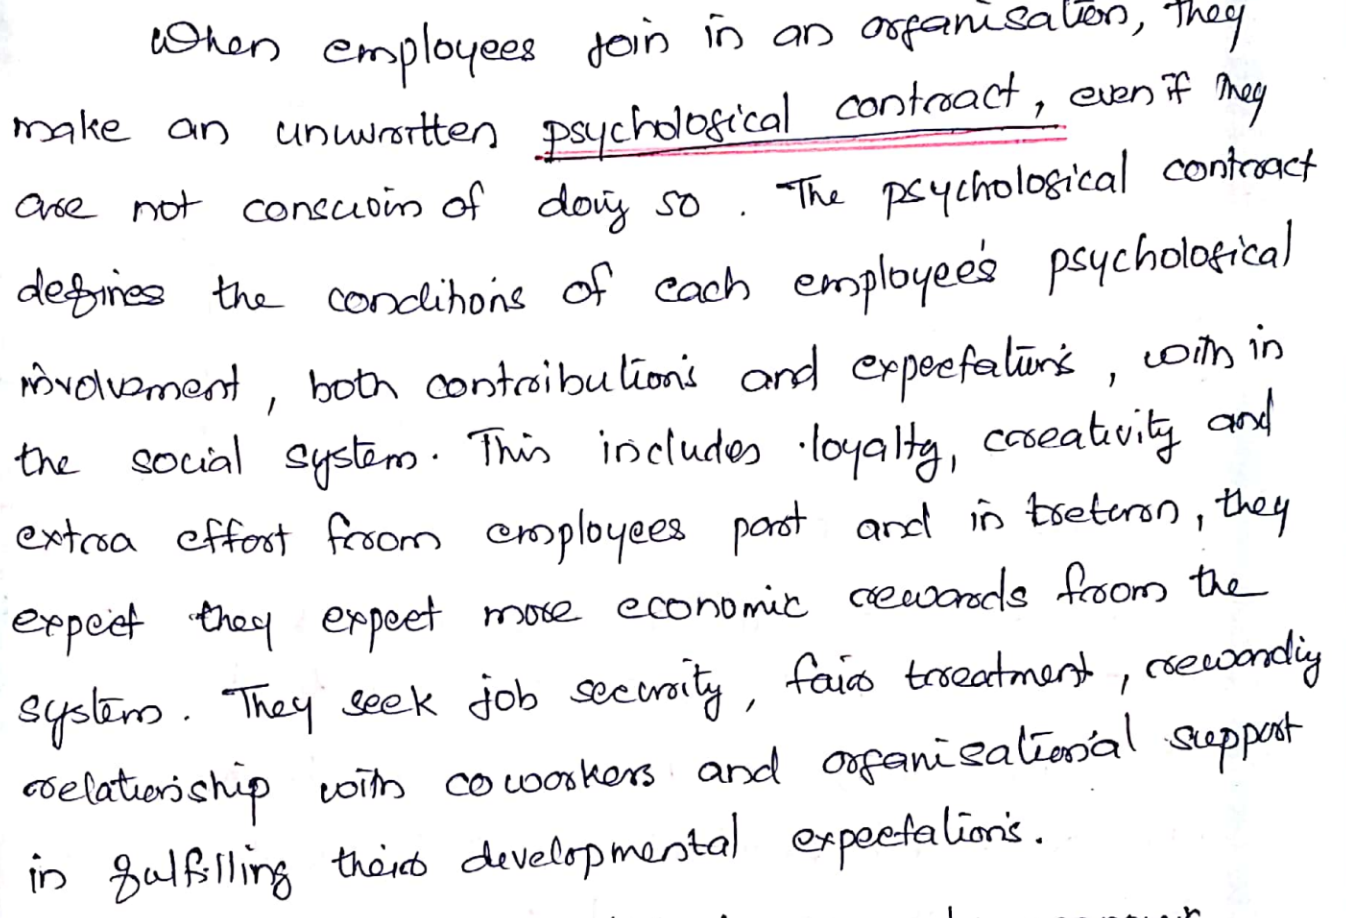 When employees join in an organisation, they
make an unwritten psychological contract, even if they
are not conscious of doing so. The psychological contract
defines the conditions of each employee's psychological
involvement, both contributions and expectations, with in
the social system. This includes loyalty, creativity and
extra effort from employees part and in return, they
expect they expect more economic rewards from the
system. They seek job security, fair treatment, rewarding
relationship with coworkers and organisational support
in fulfilling their developmental expectations.